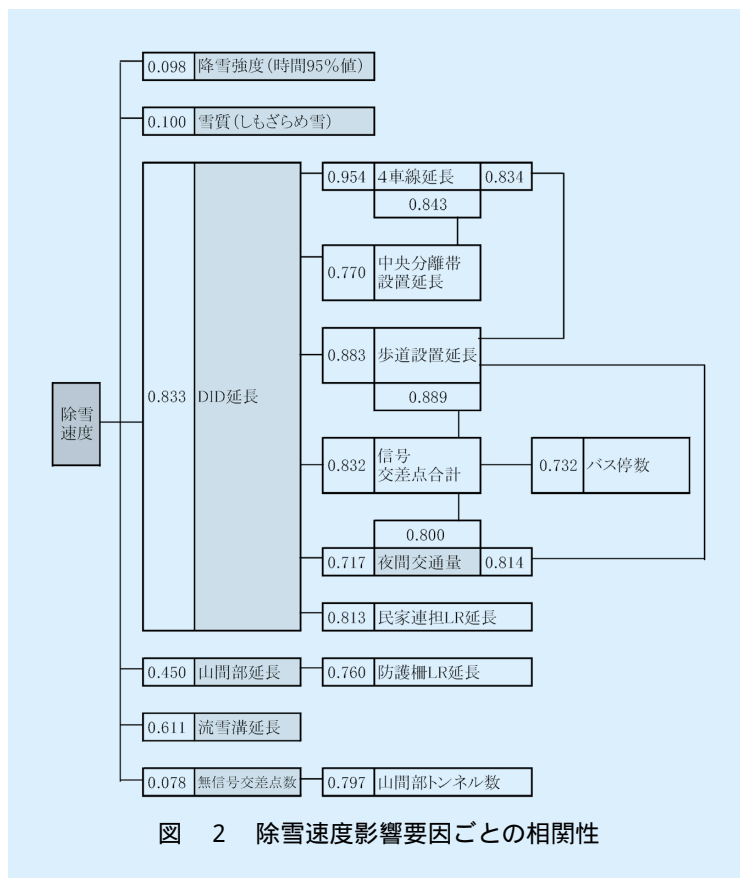 0.098 降雪強度(時間95%値)
0.100 雪質(しもざらめ雪)
0.954 4車線延長 0.834
0.843
0.770 中央分離帯
設置延長
0.883 歩道設置延長
0.889
除雪
速度
0.833 DID延長
0.832 信号
交差点合計
0.732 バス停数
0.800
0.717 夜間交通量 0.814
0.813 民家連担LR延長
0.450 山間部延長 0.760 防護柵LR延長
0.611 流雪溝延長
0.078 無信号交差点数 0.797 山間部トンネル数
図 2 除雪速度影響要因ごとの相関性